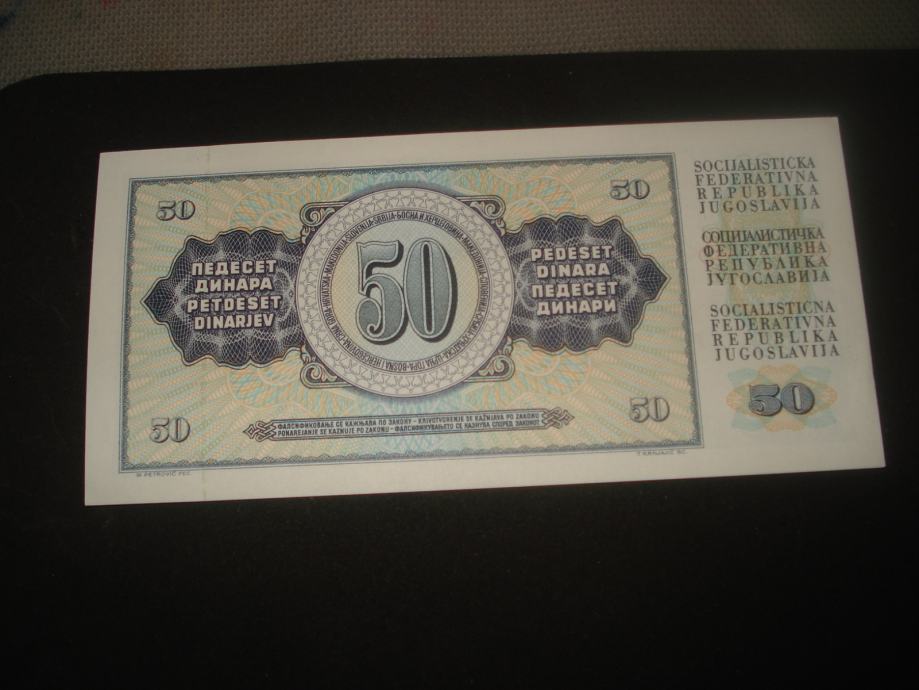 50
50
ПЕДЕСЕТ
ДИНАРА
PETDESET
DINARJEV
50
PEDESET
DINARA
ПЕДЕСЕТ
ДИНАРИ
50
50
ФАЛСИФИКОВАЊЕ СЕ КАЖЊАВА ПО ЗАКОНУ - KRIVOTVORENJE SE KAŽNJAVA PO ZAKONU
PONAREJANJE SE KAZNUJE PO ZAKONU - ФАЛСИФИКУВАЊЕТО СЕ КАЗНУВА СПОРЕД ЗАКОНОТ
SOCIJALISTIČKA
FEDERATIVNA
REPUBLIKA
JUGOSLAVIJA
СОЦИЈАЛИСТИЧКА
ФЕДЕРАТИВНА
РЕПУБЛИКА
ЈУГОСЛАВИЈА
SOCIALISTIČNA
FEDERATIVNA
REPUBLIKA
JUGOSLAVIJA
50